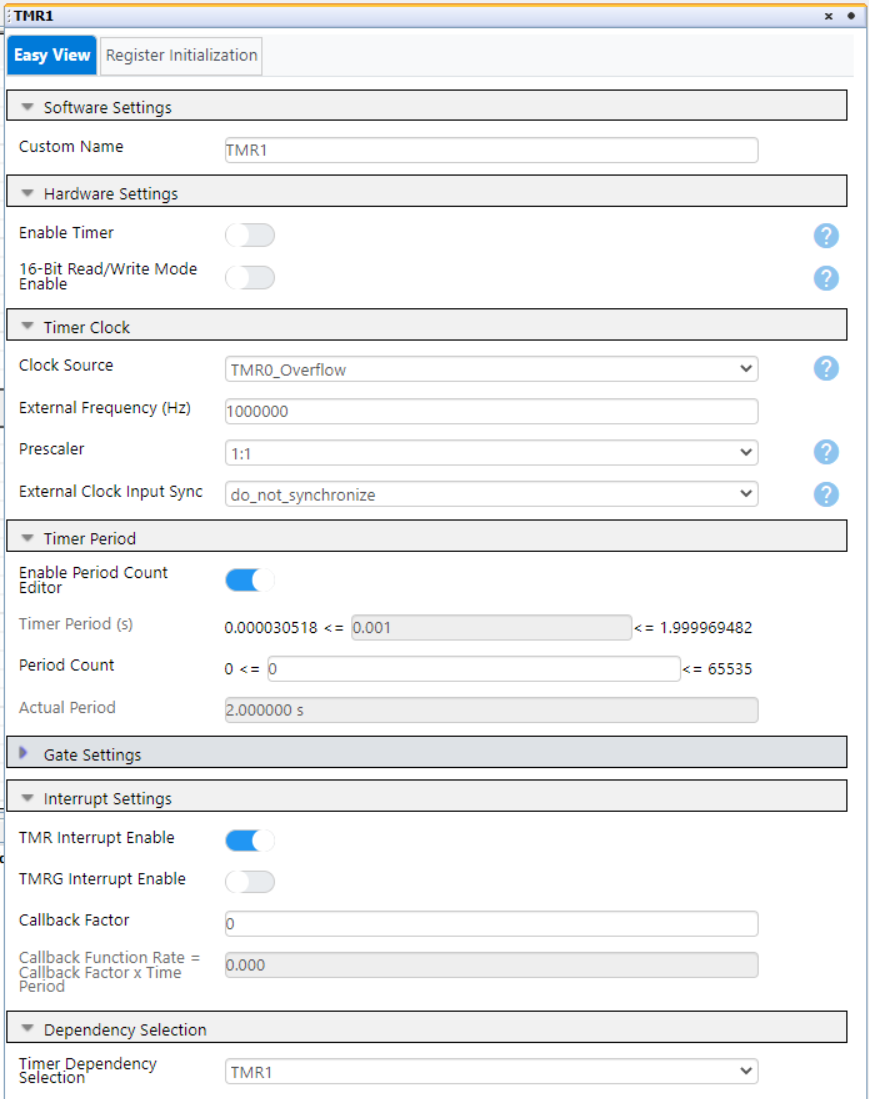 TMR1
Easy View
Register Initialization
Software Settings
Custom Name
TMR1
Hardware Settings
Enable Timer
?
16-Bit Read/Write Mode
Enable
?
Timer Clock
Clock Source
TMR0_Overflow
?
External Frequency (Hz)
1000000
Prescaler
1:1
?
External Clock Input Sync
do_not_synchronize
?
Timer Period
Enable Period Count
Editor
Timer Period (s)
0.000030518 <= 0.001 <= 1.999969482
Period Count
0 <= 0 <= 65535
Actual Period
2.000000 s
Gate Settings
Interrupt Settings
TMR Interrupt Enable
TMRG Interrupt Enable
Callback Factor
0
Callback Function Rate =
Callback Factor x Time
Period
0.000
Dependency Selection
Timer Dependency
Selection
TMR1